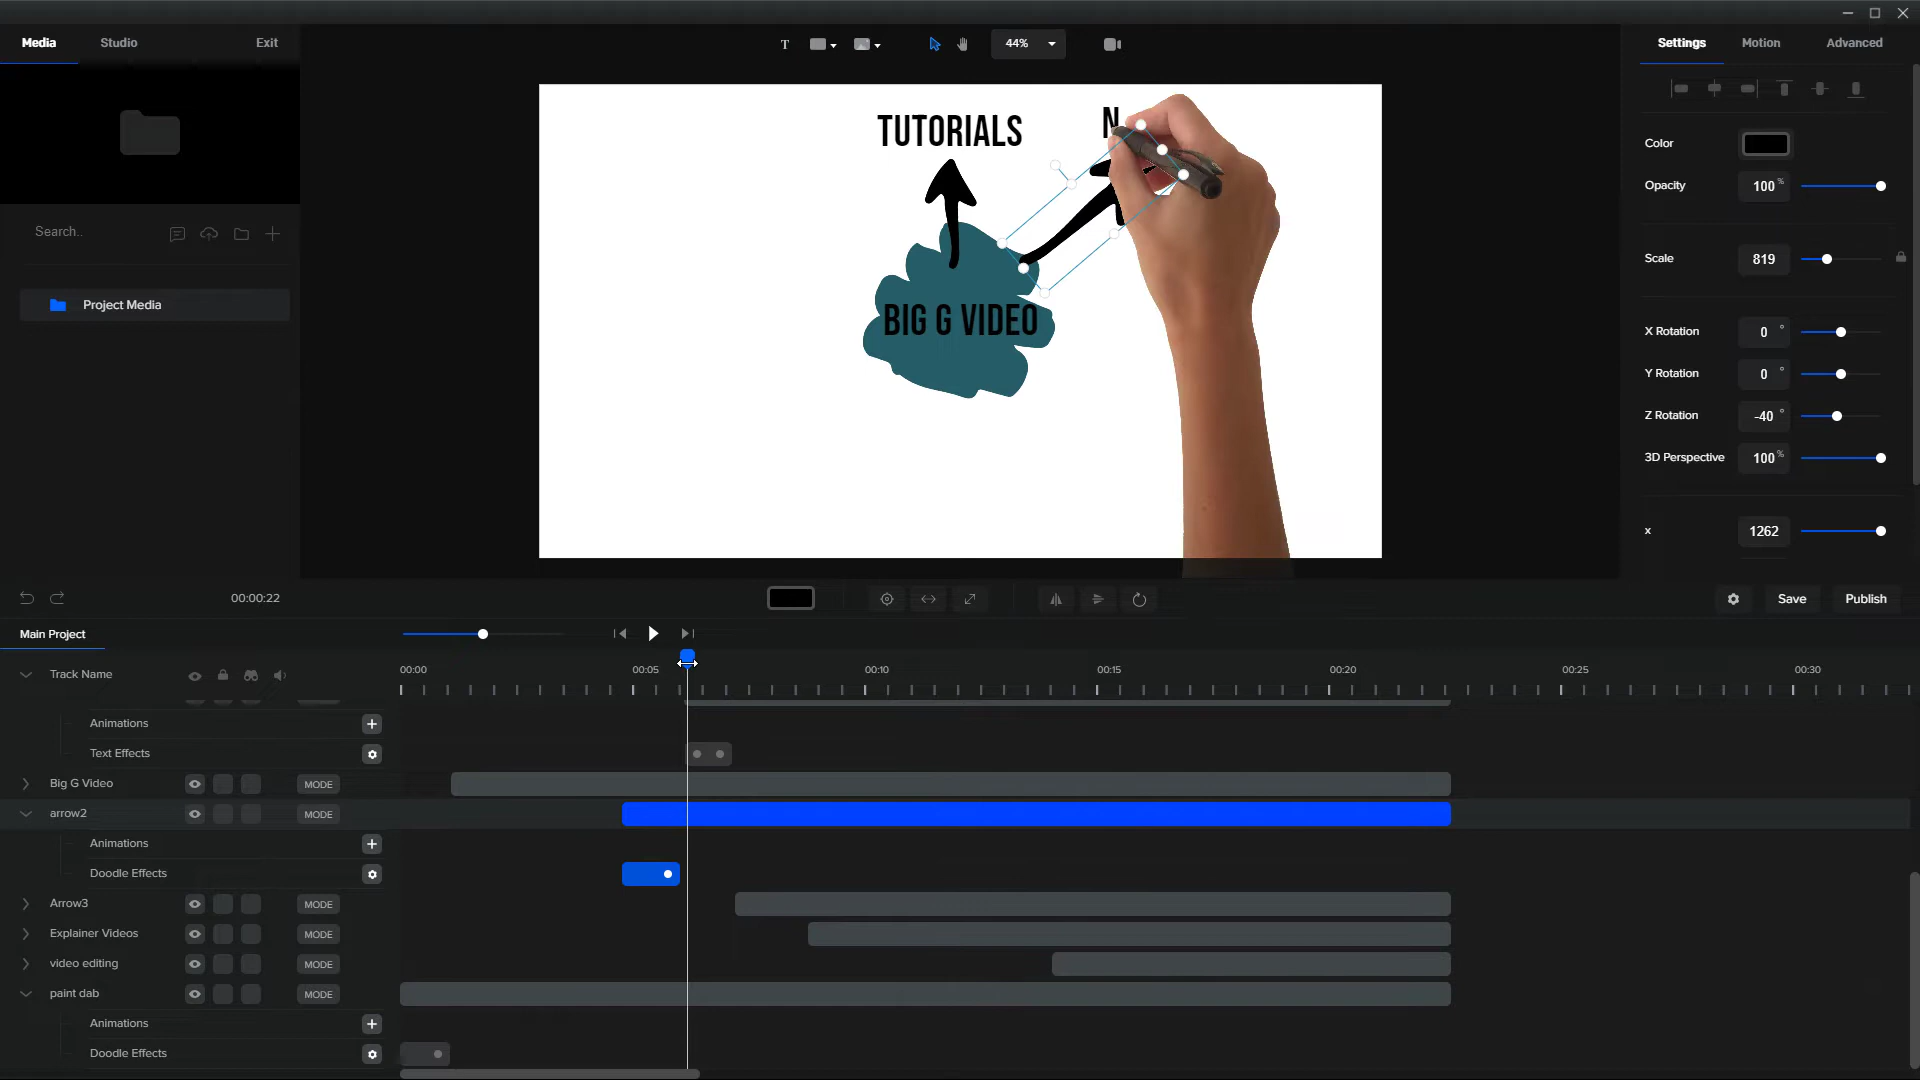 Media
Studio
Exit
T
44%
Settings
Motion
Advanced
TUTORIALS
N
BIG G VIDEO
Search..
Project Media
Color
Opacity
100 %
Scale
819
X Rotation
0 °
Y Rotation
0 °
Z Rotation
-40 °
3D Perspective
100 %
x
1262
00:00:22
Save
Publish
Main Project
Track Name
00:00
00:05
00:10
00:15
00:20
00:25
00:30
Animations
Text Effects
Big G Video
MODE
arrow2
MODE
Animations
Doodle Effects
Arrow3
MODE
Explainer Videos
MODE
video editing
MODE
paint dab
MODE
Animations
Doodle Effects